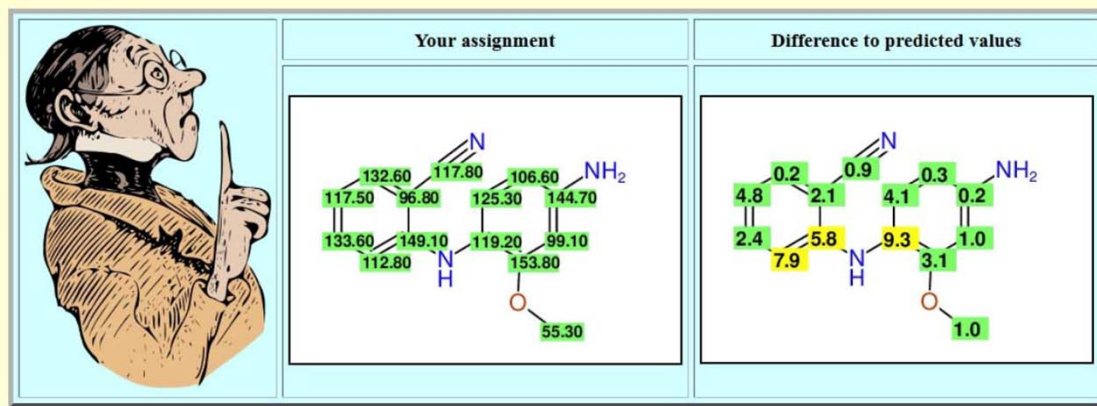 Your assignment
Difference to predicted values
N
132.60 117.80 106.60 NH2
117.50 96.80 125.30 144.70
133.60 149.10 119.20 99.10
112.80 N 153.80
H
O
55.30
N
0.2 0.9 0.3 NH2
4.8 2.1 4.1 0.2
2.4 5.8 9.3 1.0
7.9 N 3.1
H
O
1.0